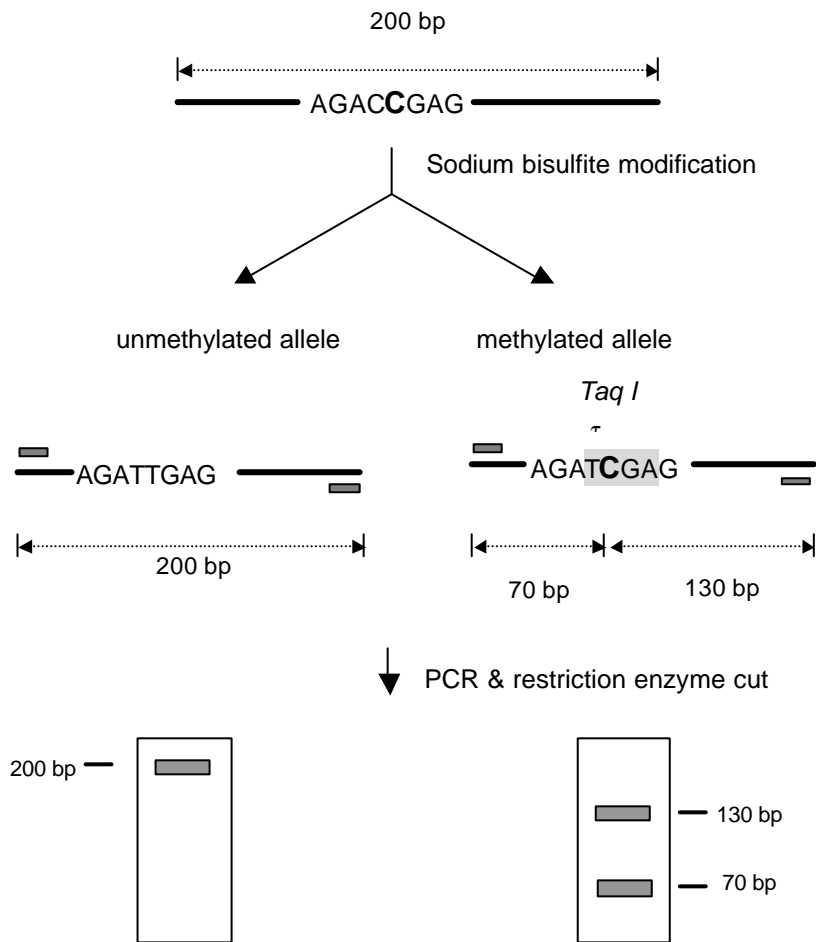 200 bp
AGACCGAG
Sodium bisulfite modification
unmethylated allele
methylated allele
Taq I
τ
AGATTGAG
AGATCGAG
200 bp
70 bp
130 bp
PCR & restriction enzyme cut
200 bp
130 bp
70 bp